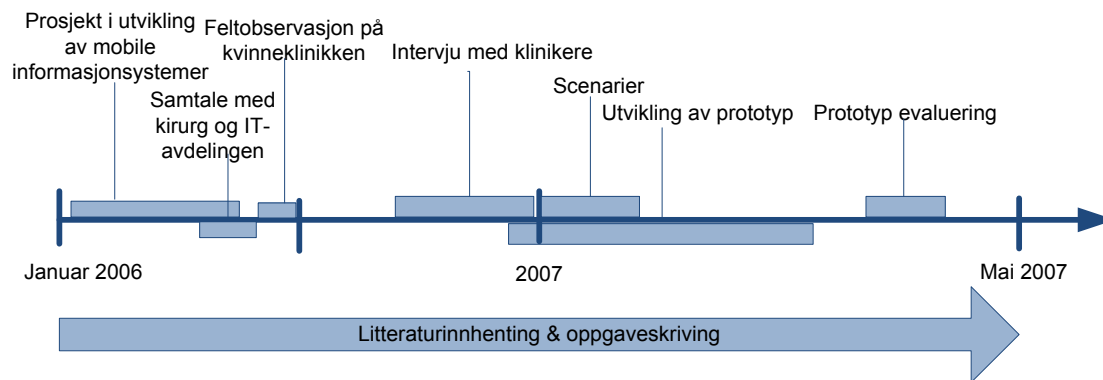 Prosjekt i utvikling
av mobile
informasjonsystemer
Samtale med
kirurg og IT-
avdelingen
Feltobservasjon på
kvinneklinikken
Intervju med klinikere
Scenarier
Utvikling av prototyp
Prototyp evaluering
Januar 2006
2007
Mai 2007
Litteraturinnhenting & oppgaveskriving